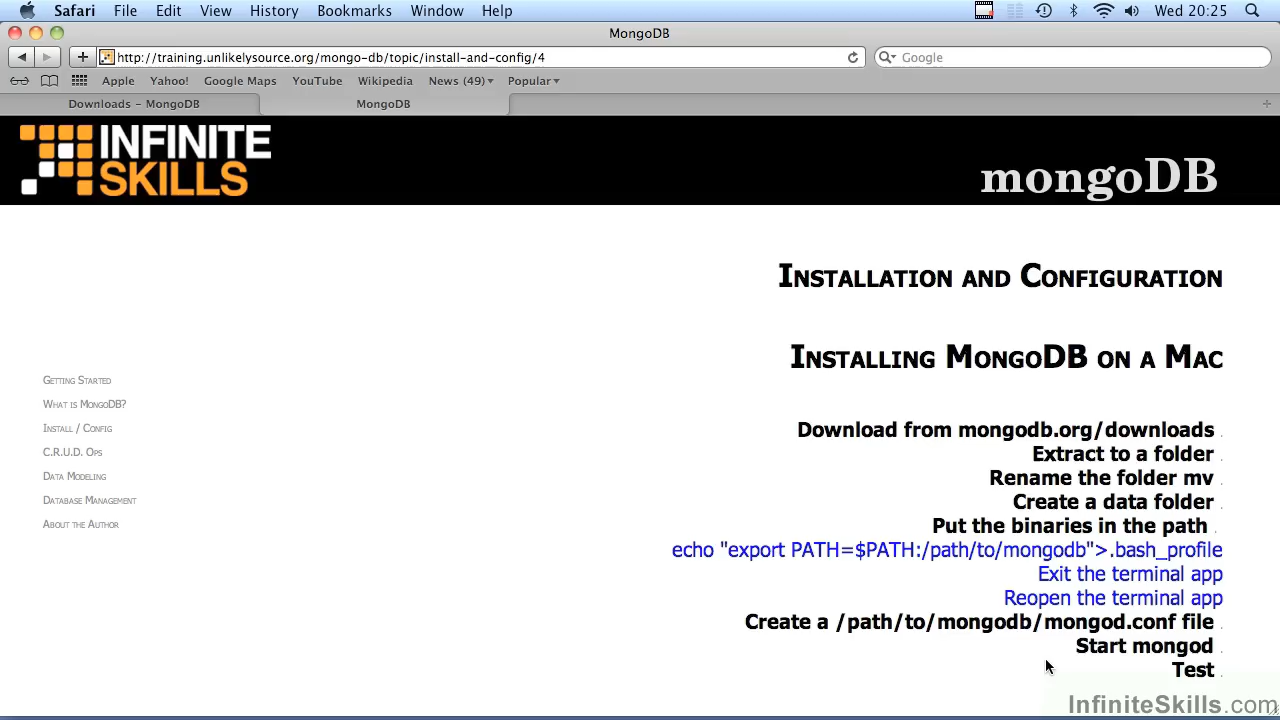 Safari File Edit View History Bookmarks Window Help Wed 20:25
MongoDB
http://training.unlikelysource.org/mongo-db/topic/install-and-config/4 Google
Apple Yahoo! Google Maps YouTube Wikipedia News (49) Popular
Downloads – MongoDB MongoDB
INFINITE
SKILLS
mongoDB
Installation and Configuration
Installing MongoDB on a Mac
Getting Started
What is MongoDB?
Install / Config
C.R.U.D. Ops
Data Modeling
Database Management
About the Author
Download from mongodb.org/downloads .
Extract to a folder .
Rename the folder mv .
Create a data folder .
Put the binaries in the path .
echo "export PATH=$PATH:/path/to/mongodb">.bash_profile
Exit the terminal app
Reopen the terminal app
Create a /path/to/mongodb/mongod.conf file .
Start mongod .
Test .
InfiniteSkills.com